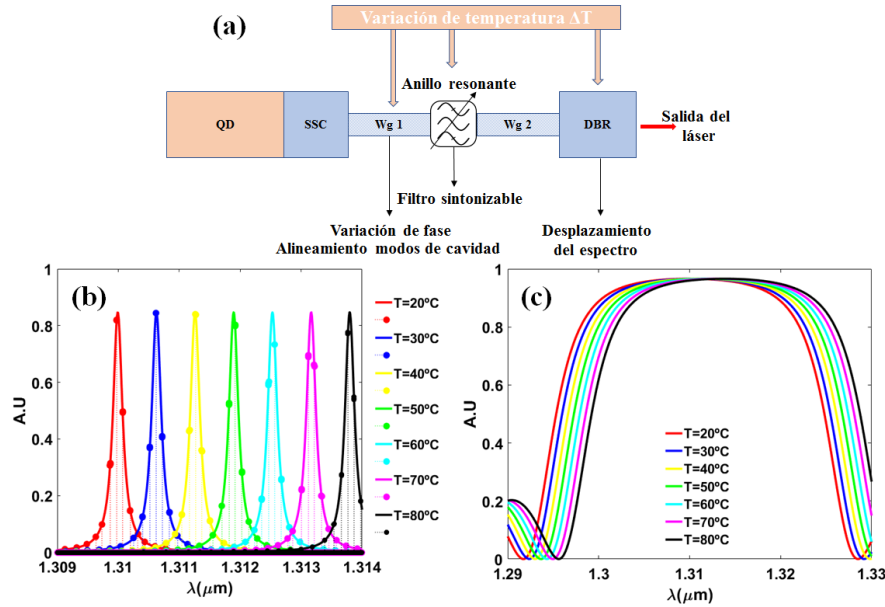 (a)
Variación de temperatura ΔT
Anillo resonante
QD
SSC
Wg 1
Wg 2
DBR
Salida del
láser
Filtro sintonizable
Variación de fase
Alineamiento modos de cavidad
Desplazamiento
del espectro
(b)
A.U
1
0.8
0.6
0.4
0.2
0
1.309
1.31
1.311
1.312
1.313
1.314
λ(μm)
T=20ºC
T=30ºC
T=40ºC
T=50ºC
T=60ºC
T=70ºC
T=80ºC
(c)
A.U
1
0.8
0.6
0.4
0.2
0
1.29
1.3
1.31
1.32
1.33
λ(μm)
T=20ºC
T=30ºC
T=40ºC
T=50ºC
T=60ºC
T=70ºC
T=80ºC